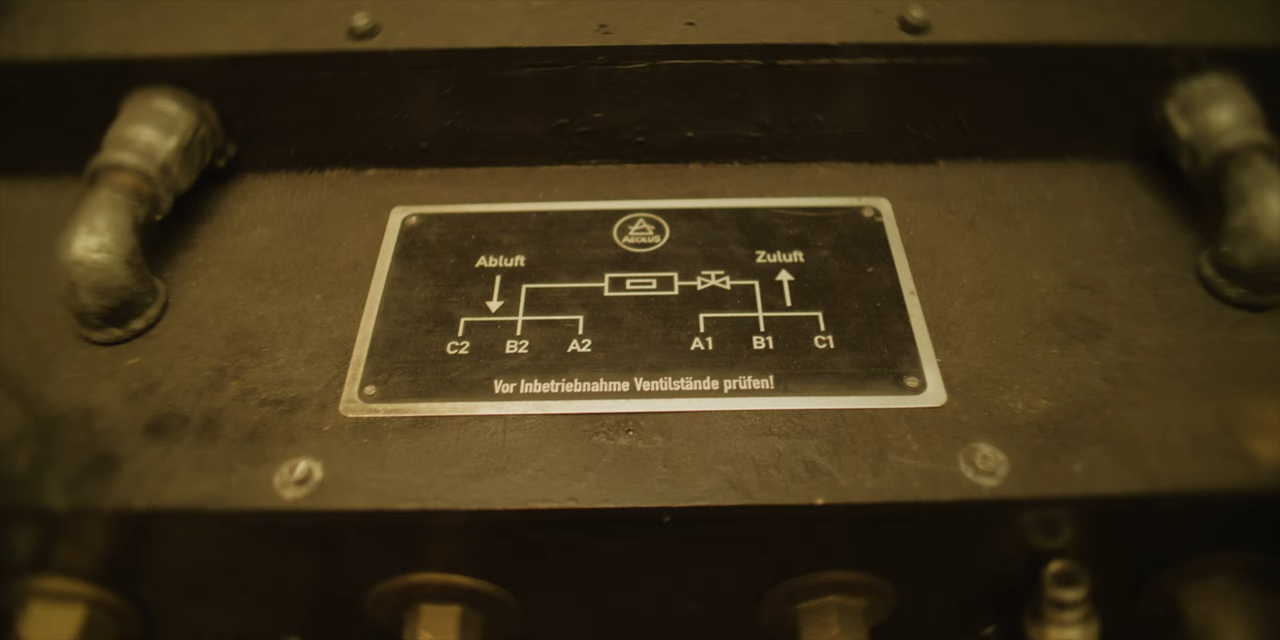 AEOLUS
Abluft
Zuluft
C2 B2 A2 A1 B1 C1
Vor Inbetriebnahme Ventilstände prüfen!